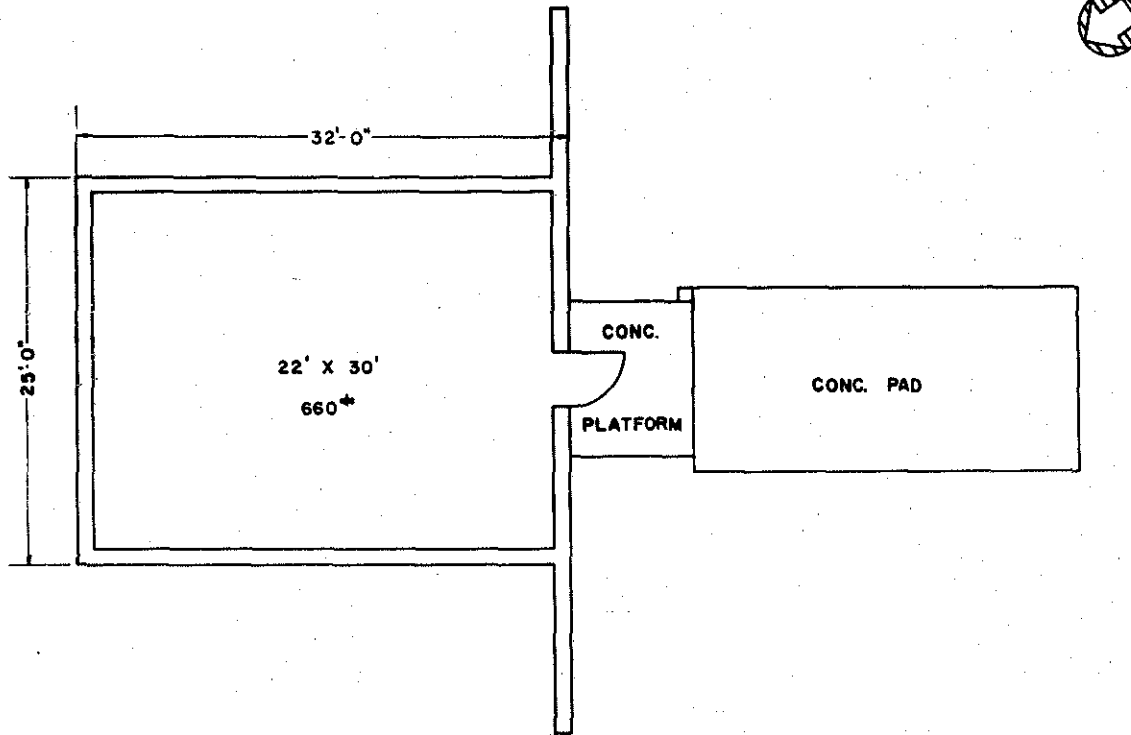 32'-0"
25'-0"
22' X 30'
660#
CONC.
PLATFORM
CONC. PAD